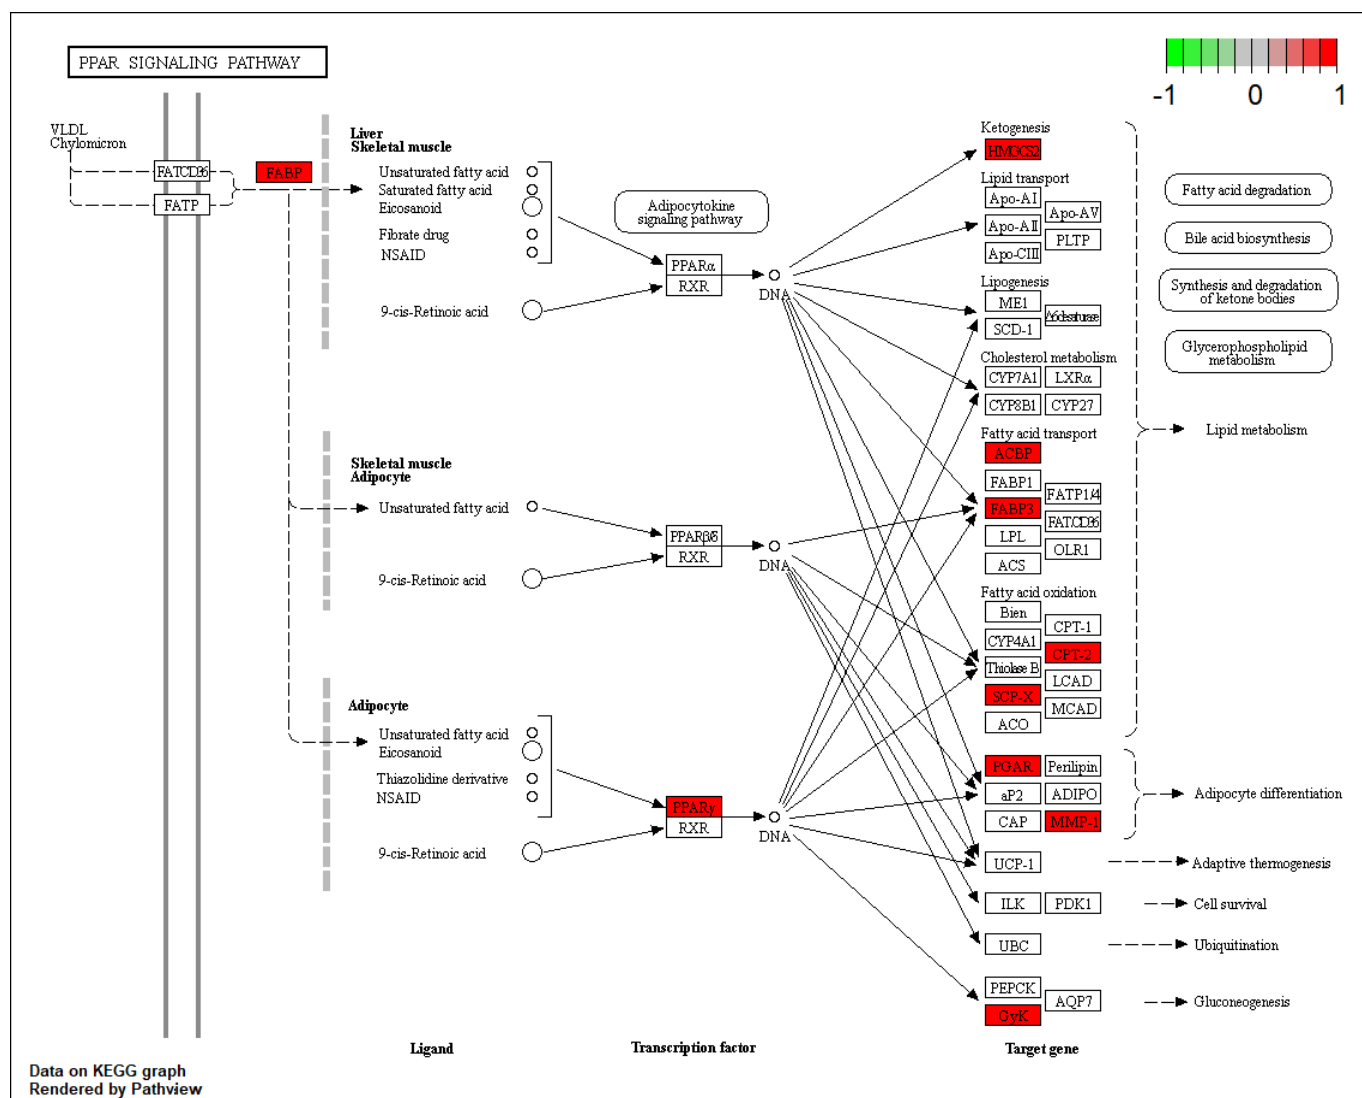 PPAR SIGNALING PATHWAY
-1 0 1
VLDL
Chylomicron
FAT/CD36
FATP
FABP
Liver
Skeletal muscle
Unsaturated fatty acid
Saturated fatty acid
Eicosanoid
Fibrate drug
NSAID
9-cis-Retinoic acid
Adipocytokine
signaling pathway
PPARα
RXR
DNA
Skeletal muscle
Adipocyte
Unsaturated fatty acid
9-cis-Retinoic acid
PPARβ/δ
RXR
DNA
Adipocyte
Unsaturated fatty acid
Eicosanoid
Thiazolidine derivative
NSAID
9-cis-Retinoic acid
PPARγ
RXR
DNA
Ketogenesis
HMGCS2
Lipid transport
Apo-AI
Apo-AV
Apo-AII
PLTP
Apo-CIII
Lipogenesis
ME1
SCD-1
Cholesterol metabolism
CYP7A1 LXRα
CYP8B1 CYP27
Fatty acid transport
ACBP
FABP1
FATP1/4
FABP3
FAT/CD36
LPL
OLR1
ACS
Fatty acid oxidation
Bien
CPT-1
CYP4A1
CPT-2
Thiolase B
LCAD
SCP-X
MCAD
ACO
PGAR Perilipin
aP2 ADIPO
CAP MMP-1
UCP-1
ILK PDK1
UBC
PEPCK
AQP7
GyK
Fatty acid degradation
Bile acid biosynthesis
Synthesis and degradation
of ketone bodies
Glycerophospholipid
metabolism
Lipid metabolism
Adipocyte differentiation
Adaptive thermogenesis
Cell survival
Ubiquitination
Gluconeogenesis
Ligand Transcription factor Target gene
Data on KEGG graph
Rendered by Pathview